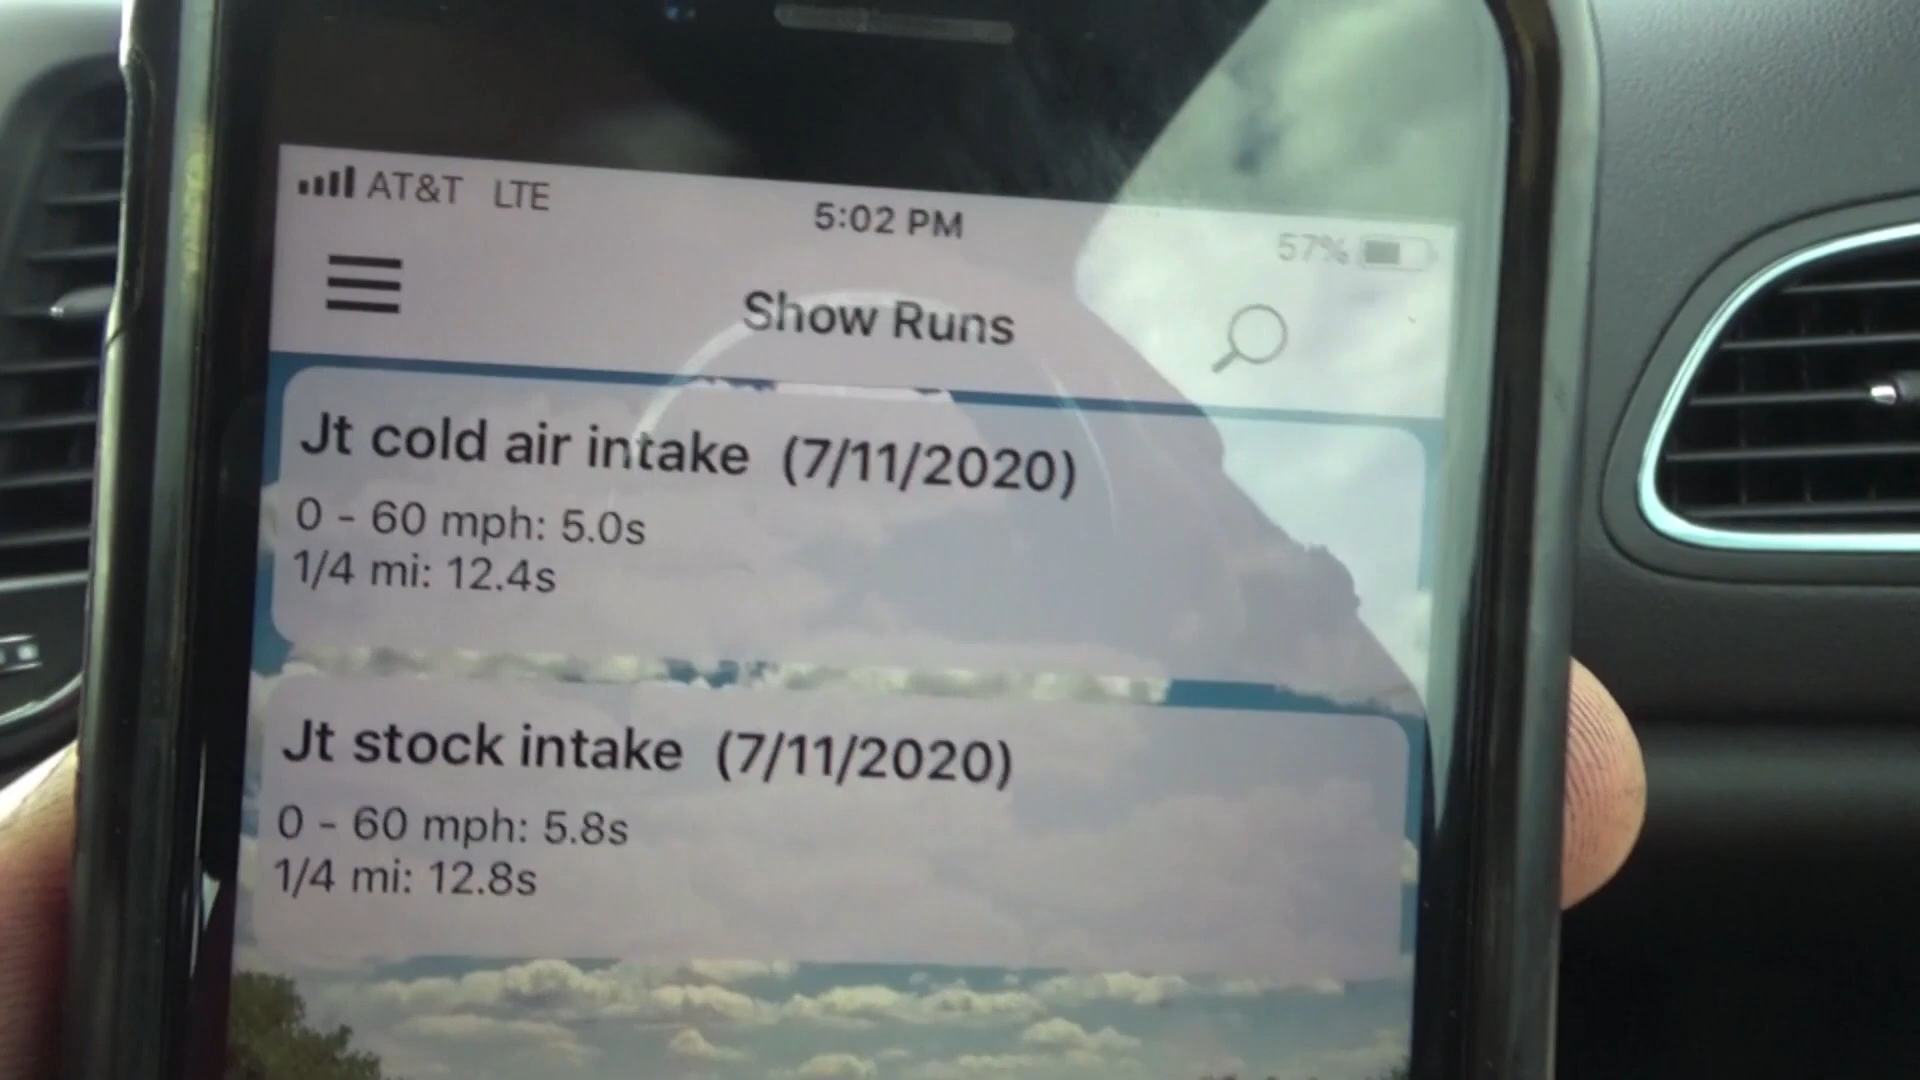 AT&T LTE
5:02 PM
57%
Show Runs
Jt cold air intake (7/11/2020)
0 - 60 mph: 5.0s
1/4 mi: 12.4s
Jt stock intake (7/11/2020)
0 - 60 mph: 5.8s
1/4 mi: 12.8s